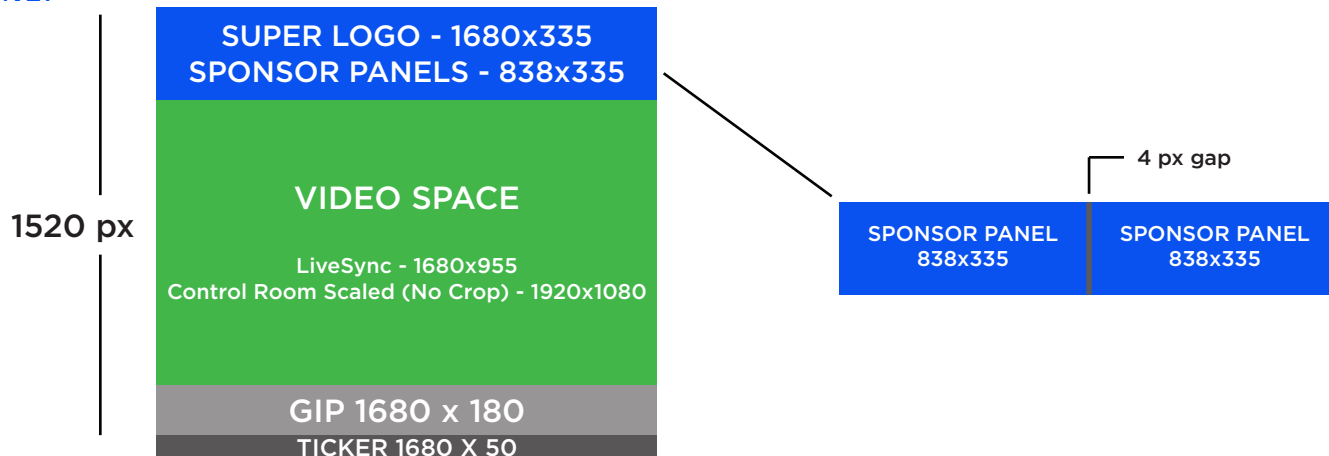 SUPER LOGO - 1680x335
SPONSOR PANELS - 838x335
4 px gap
VIDEO SPACE
1520 px
SPONSOR PANEL
838x335
SPONSOR PANEL
838x335
LiveSync - 1680x955
Control Room Scaled (No Crop) - 1920x1080
GIP 1680 x 180
TICKER 1680 X 50